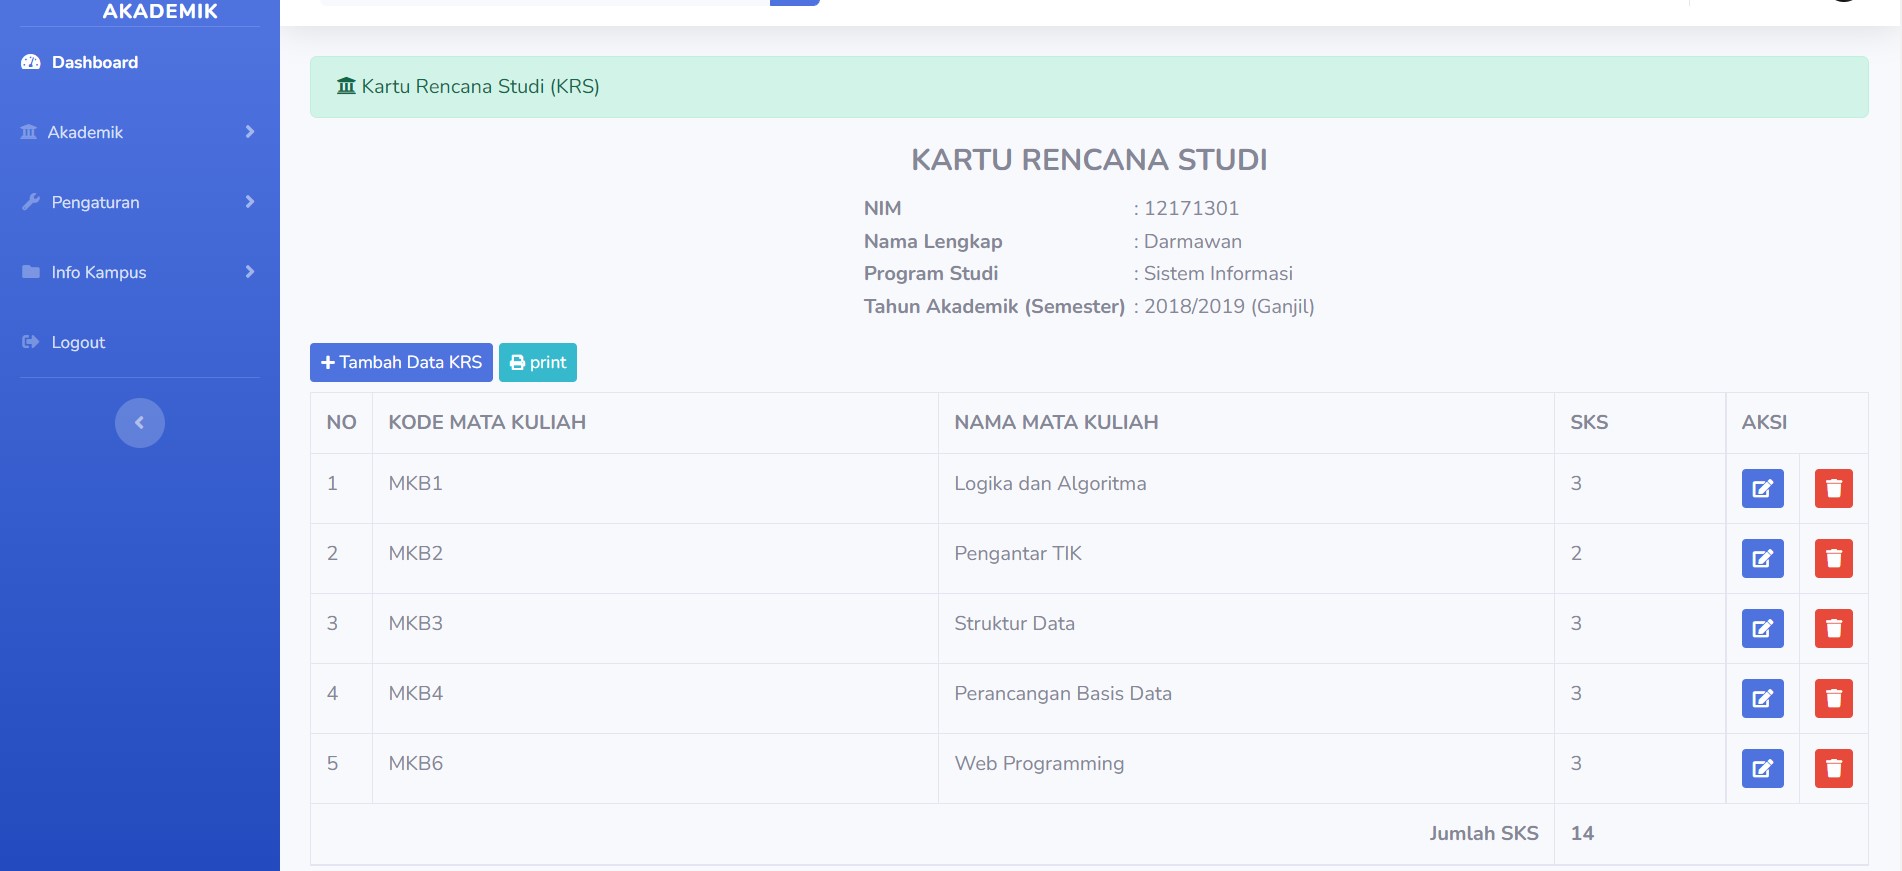 AKADEMIK
Dashboard
Akademik
Pengaturan
Info Kampus
Logout
Kartu Rencana Studi (KRS)
KARTU RENCANA STUDI
NIM : 12171301
Nama Lengkap : Darmawan
Program Studi : Sistem Informasi
Tahun Akademik (Semester) : 2018/2019 (Ganjil)
Tambah Data KRS print
NO KODE MATA KULIAH NAMA MATA KULIAH SKS AKSI
1 MKB1 Logika dan Algoritma 3
2 MKB2 Pengantar TIK 2
3 MKB3 Struktur Data 3
4 MKB4 Perancangan Basis Data 3
5 MKB6 Web Programming 3
Jumlah SKS 14